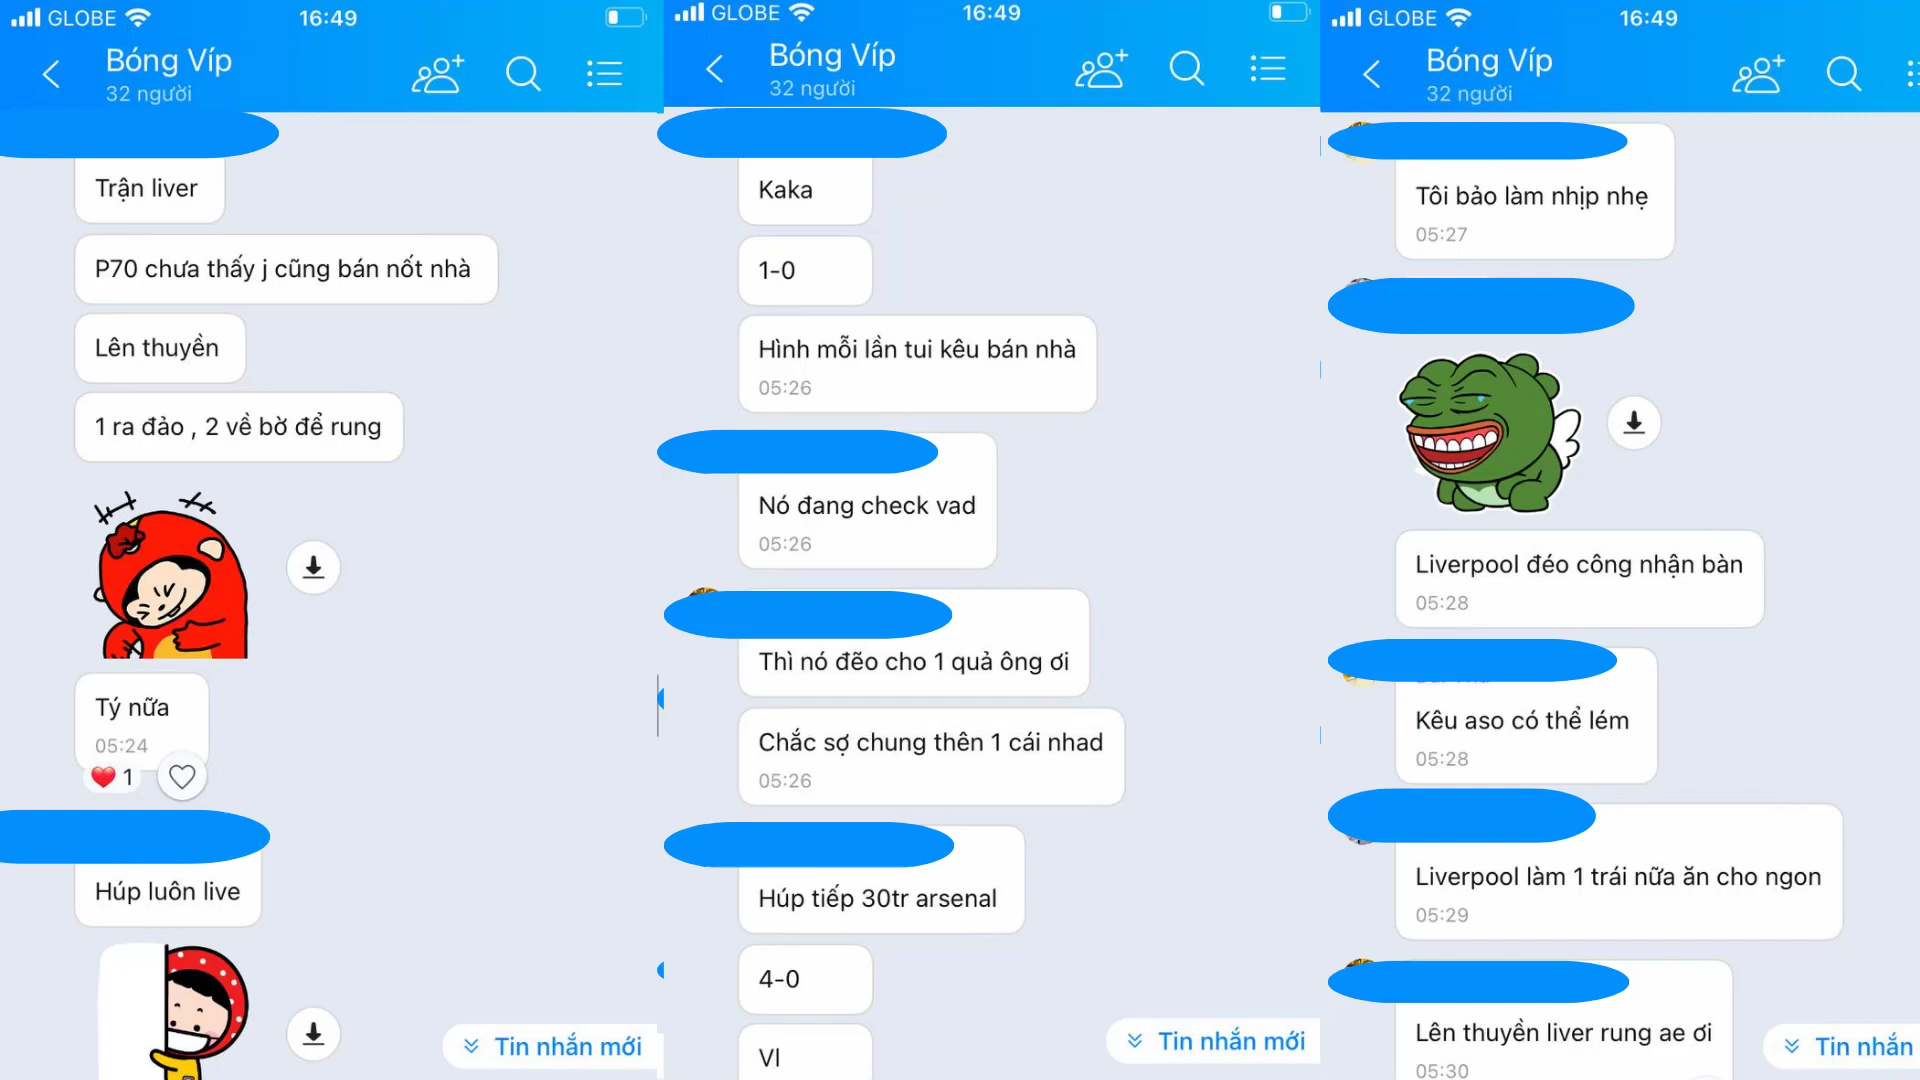 GLOBE
16:49
Bóng Víp
32 người
Trận liver
P70 chưa thấy j cũng bán nốt nhà
Lên thuyền
1 ra đảo , 2 về bờ để rung
Tý nữa
05:24
1
Húp luôn live
Tin nhắn mới
GLOBE
16:49
Bóng Víp
32 người
Kaka
1-0
Hình mỗi lần tui kêu bán nhà
05:26
Nó đang check vad
05:26
Thì nó đẽo cho 1 quả ông ơi
Chắc sợ chung thên 1 cái nhad
05:26
Húp tiếp 30tr arsenal
4-0
Vl
Tin nhắn mới
GLOBE
16:49
Bóng Víp
32 người
Tôi bảo làm nhịp nhẹ
05:27
Liverpool đéo công nhận bàn
05:28
Kêu aso có thể lém
05:28
Liverpool làm 1 trái nữa ăn cho ngon
05:29
Lên thuyền liver rung ae ơi
05:30
Tin nhắn